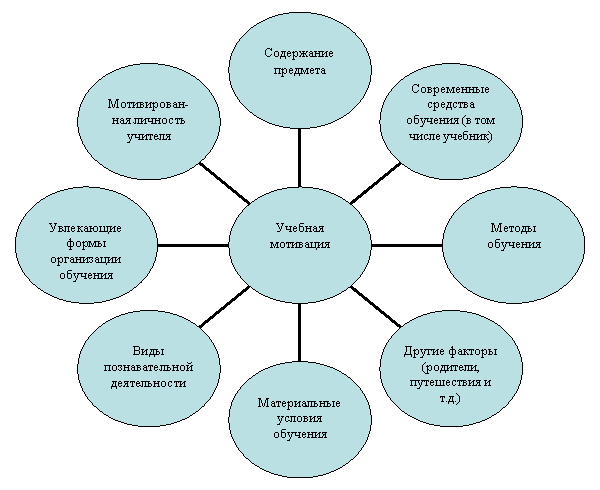 Содержание
предмета
Современные
средства
обучения (в том
числе учебник)
Мотивирован-
ная личность
учителя
Увлекающие
формы
организации
обучения
Учебная
мотивация
Методы
обучения
Виды
познавательной
деятельности
Другие факторы
(родители,
путешествия и
т.д.)
Материальные
условия
обучения